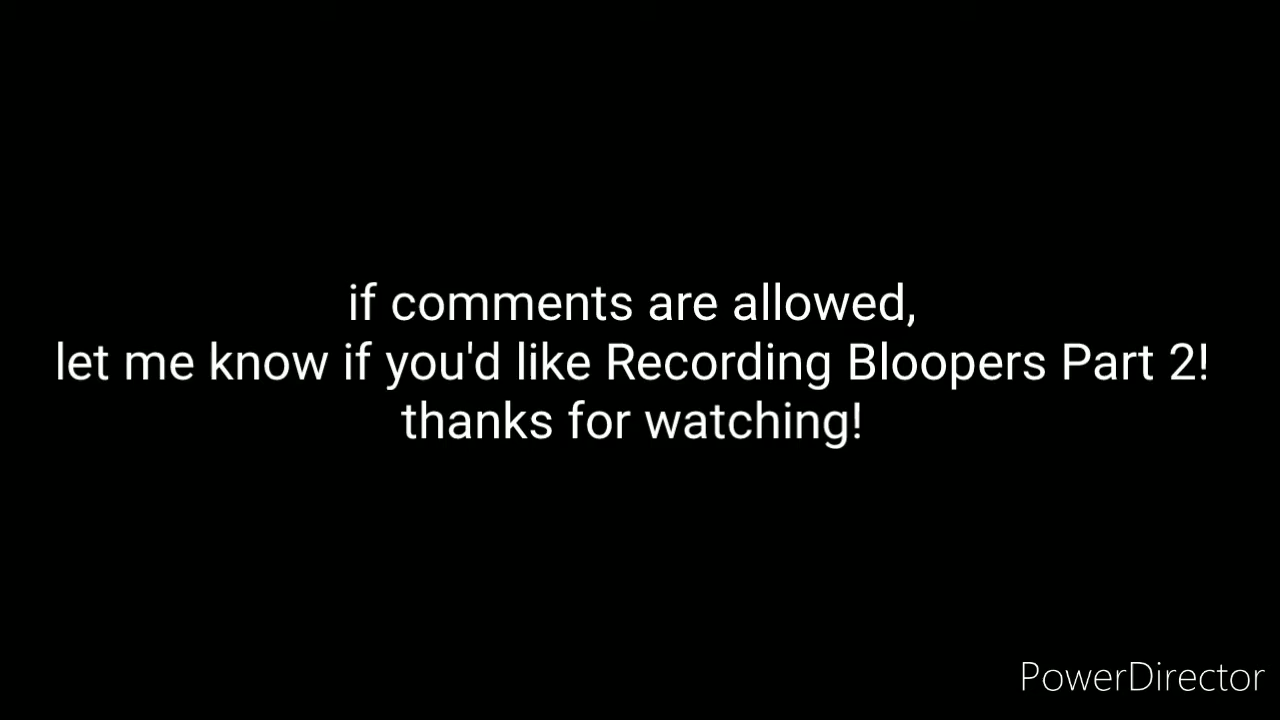 if comments are allowed,
let me know if you'd like Recording Bloopers Part 2!
thanks for watching!
PowerDirector